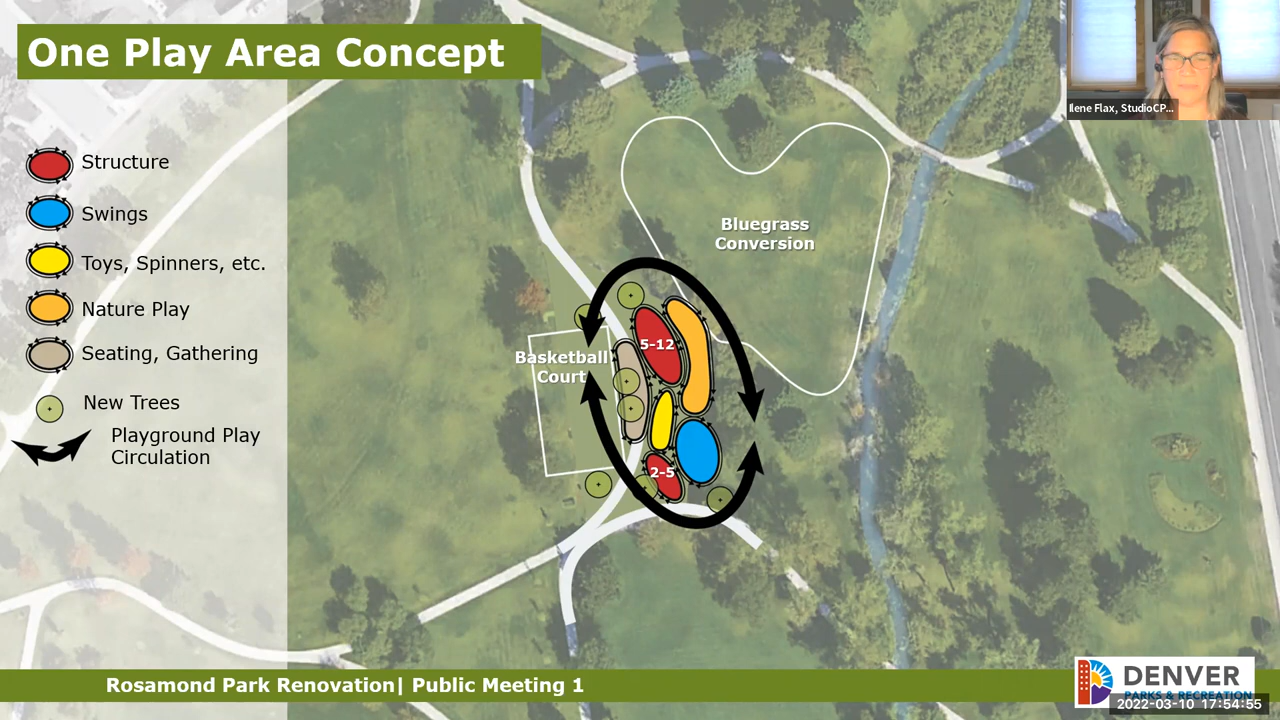 One Play Area Concept
Structure
Swings
Toys, Spinners, etc.
Nature Play
Seating, Gathering
New Trees
Playground Play
Circulation
Bluegrass
Conversion
5-12
Basketball
Court
2-5
Ilene Flax, StudioCP...
Rosamond Park Renovation| Public Meeting 1
DENVER
PARKS & RECREATION
2022-03-10 17:54:55